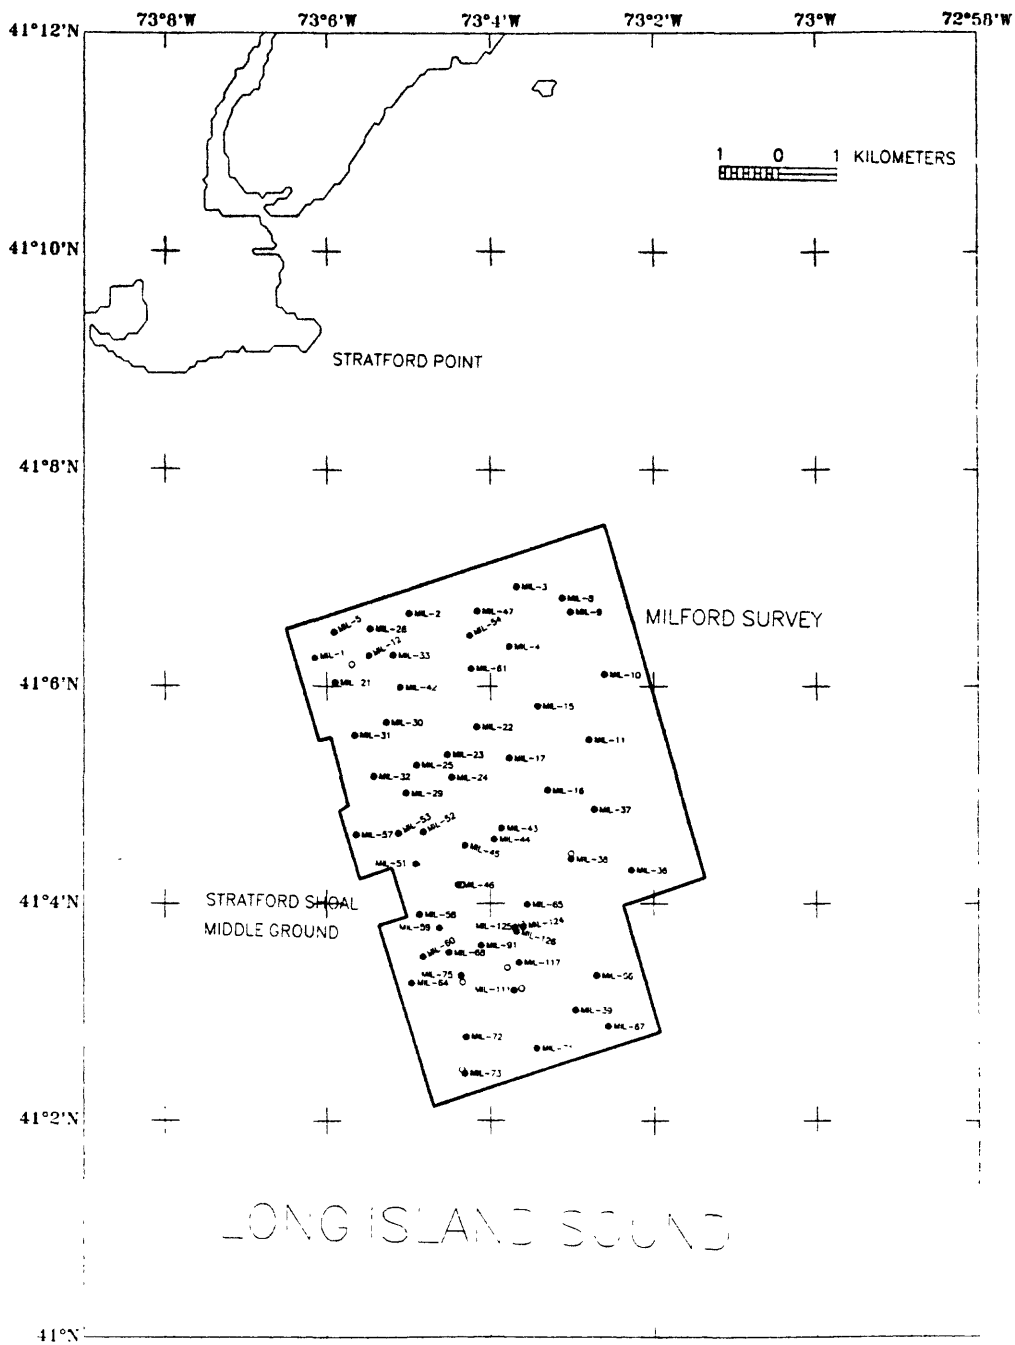 73°8'W 73°6'W 73°4'W 73°2'W 73°W 72°58'W
41°12'N
1 0 1 KILOMETERS
41°10'N
STRATFORD POINT
41°8'N
MIL-3
MIL-8
MIL-2 MIL-47 MIL-9
MILFORD SURVEY
MIL-5 MIL-28 MIL-54
MIL-12 MIL-4
MIL-1 MIL-33
MIL-61 MIL-10
41°6'N
MIL-21 MIL-42
MIL-15
MIL-30 MIL-22
MIL-31 MIL-11
MIL-23 MIL-17
MIL-25
MIL-32 MIL-24
MIL-29 MIL-16
MIL-37
MIL-57 MIL-53 MIL-52 MIL-43
MIL-44
MIL-45
MIL-51 MIL-38
MIL-36
MIL-46
41°4'N
STRATFORD SHOAL
MIDDLE GROUND
MIL-65
MIL-58
MIL-59 MIL-125 MIL-124
MIL-126
MIL-60 MIL-68 MIL-91
MIL-117
MIL-75 MIL-66
MIL-64 MIL-111
MIL-39
MIL-67
MIL-72
MIL-71
MIL-73
41°2'N
LONG ISLAND SOUND
41°N